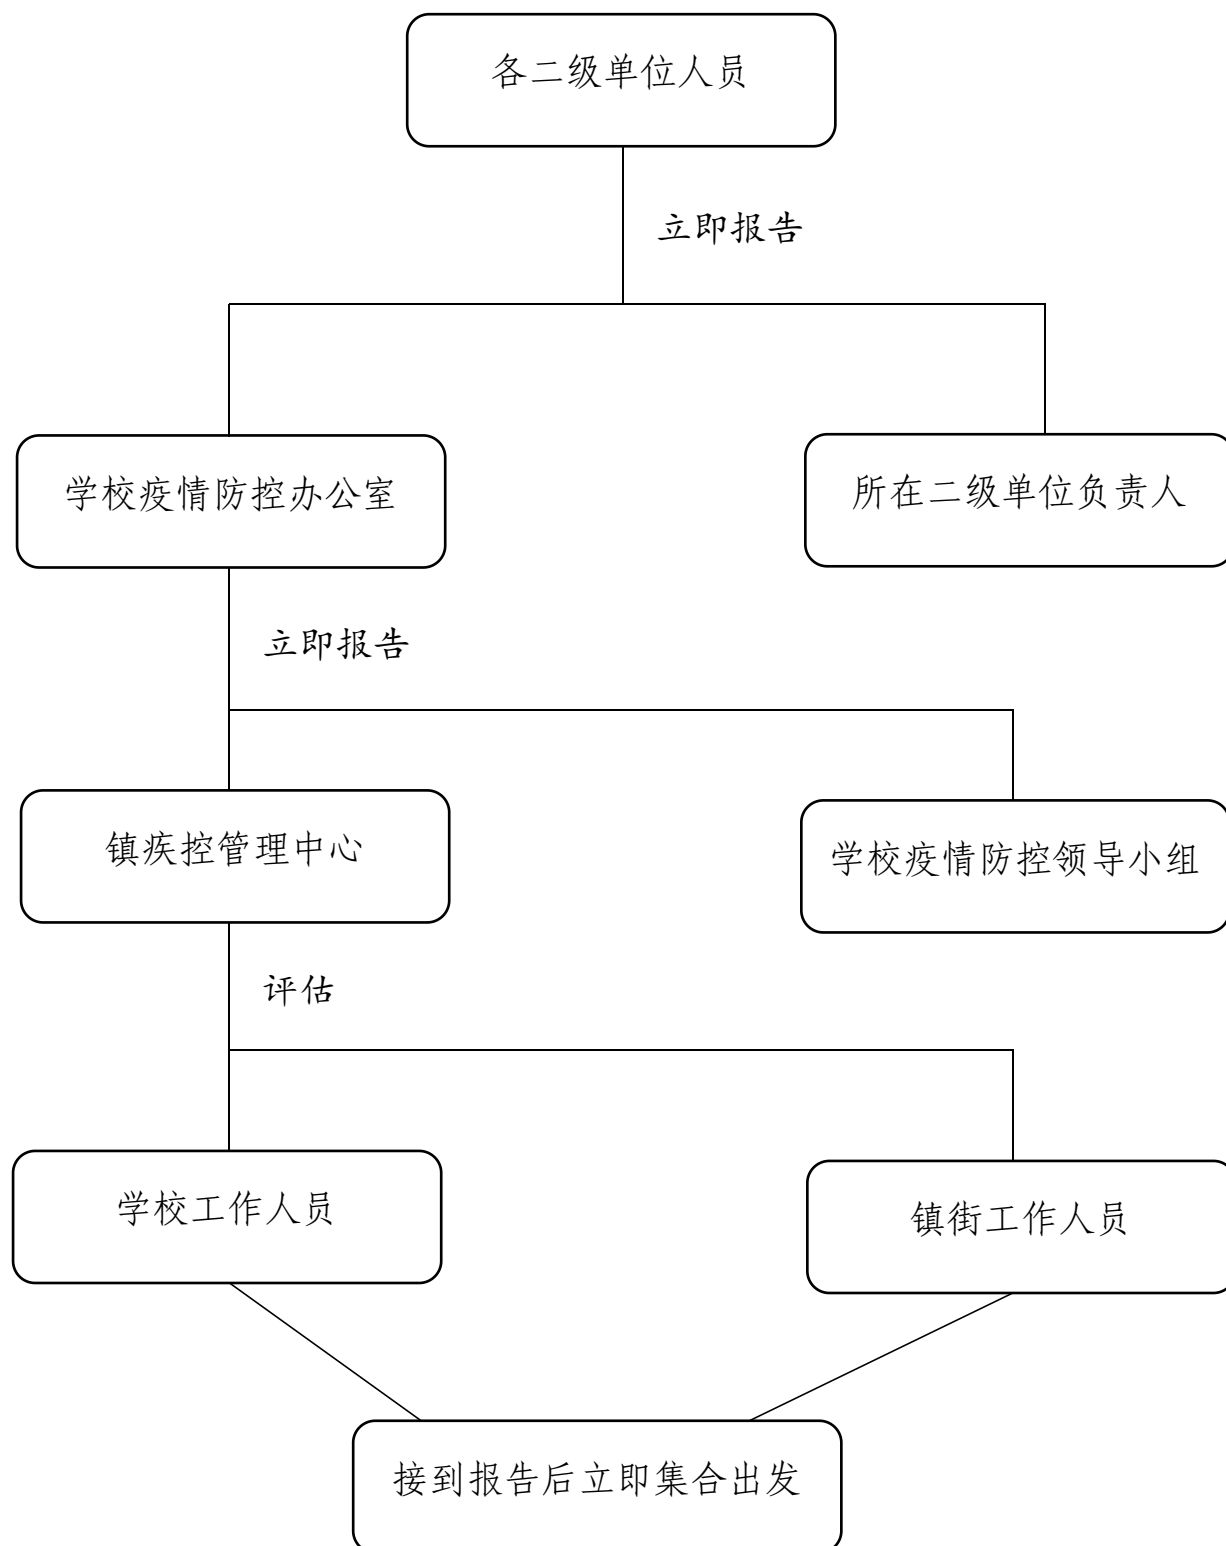 各二级单位人员
立即报告
学校疫情防控办公室
所在二级单位负责人
立即报告
镇疾控管理中心
学校疫情防控领导小组
评估
学校工作人员
镇街工作人员
接到报告后立即集合出发